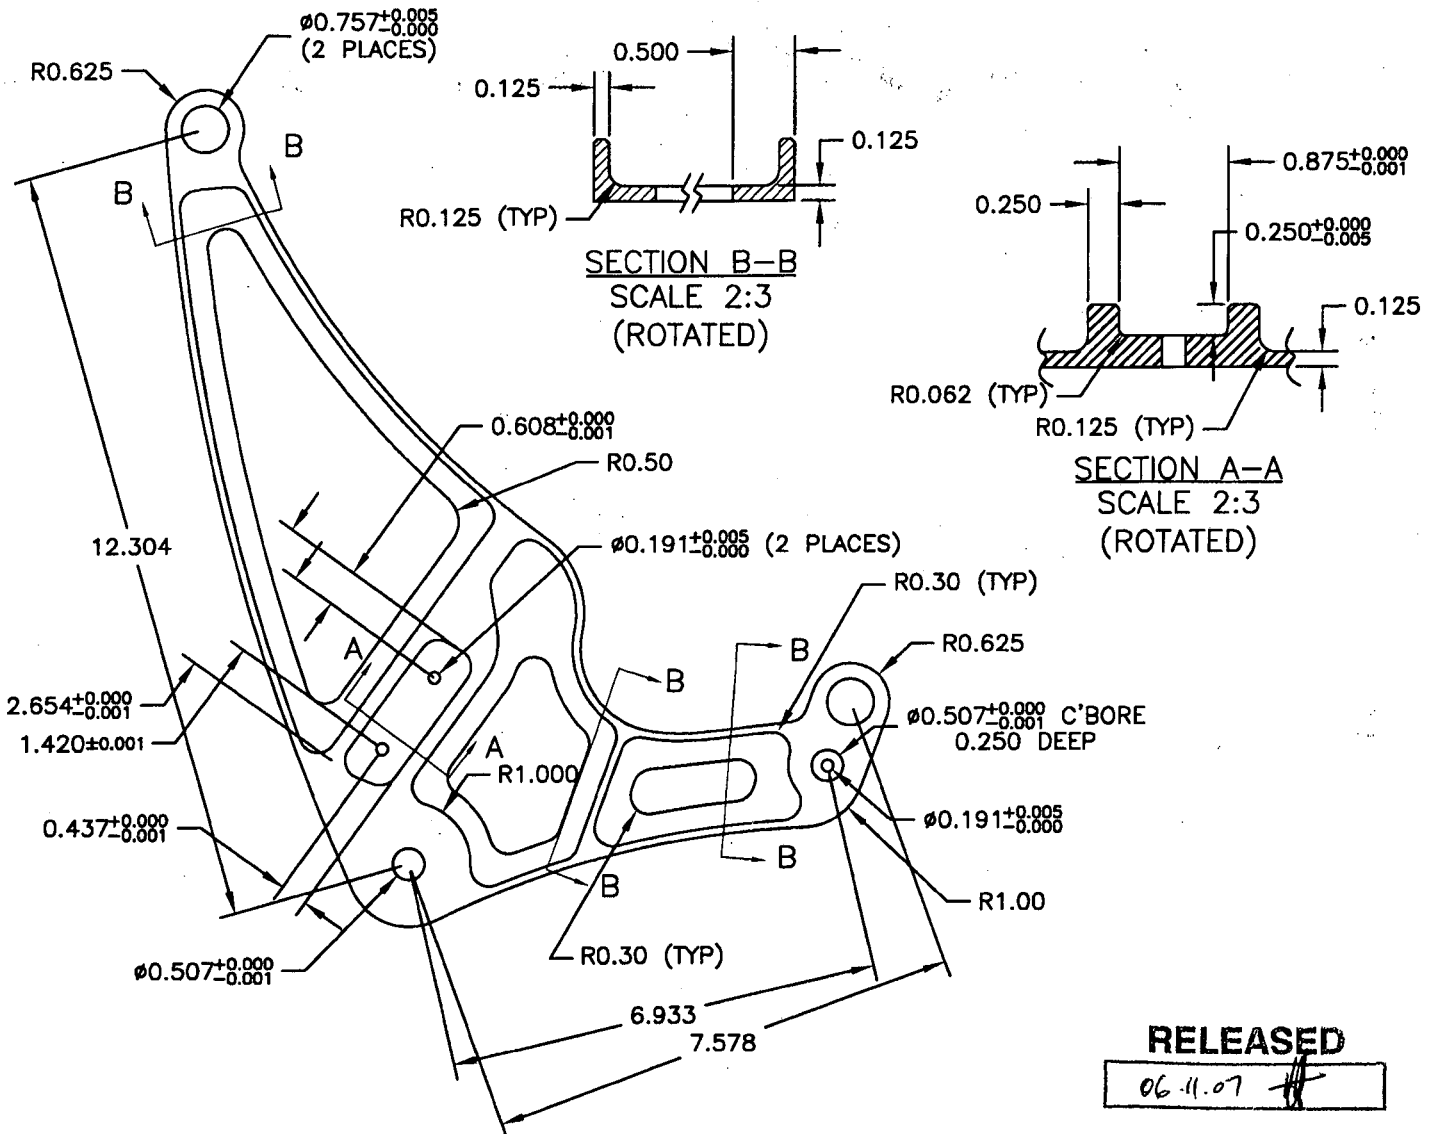 ø0.757+0.005 -0.000
(2 PLACES)
R0.625
B
B
0.500
0.125
0.125
R0.125 (TYP)
SECTION B-B
SCALE 2:3
(ROTATED)
0.875+0.000 -0.001
0.250
0.250+0.000 -0.005
0.125
R0.062 (TYP)
R0.125 (TYP)
SECTION A-A
SCALE 2:3
(ROTATED)
0.608+0.000 -0.001
R0.50
12.304
ø0.191+0.005 -0.000 (2 PLACES)
R0.30 (TYP)
A
B
B
R0.625
2.654+0.000 -0.001
1.420±0.001
A
R1.000
ø0.507+0.000 -0.001 C'BORE
0.250 DEEP
0.437+0.000 -0.001
ø0.191+0.005 -0.000
B
B
R1.00
ø0.507+0.000 -0.001
R0.30 (TYP)
6.933
7.578
RELEASED
06.11.07